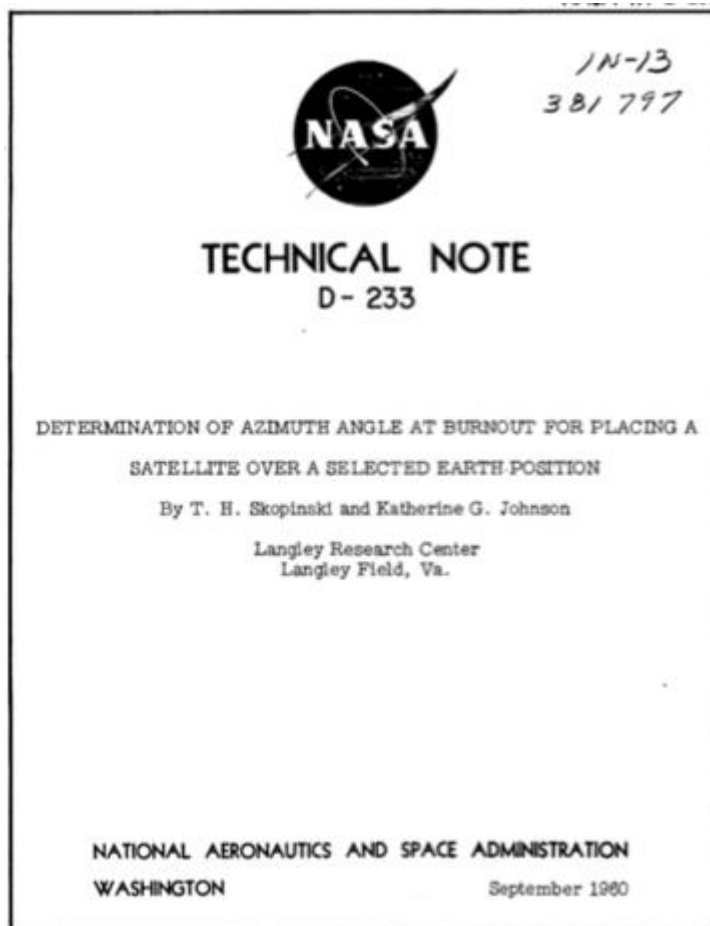 1N-13
381 797
NASA
TECHNICAL NOTE
D - 233
DETERMINATION OF AZIMUTH ANGLE AT BURNOUT FOR PLACING A
SATELLITE OVER A SELECTED EARTH POSITION
By T. H. Skopinski and Katherine G. Johnson
Langley Research Center
Langley Field, Va.
NATIONAL AERONAUTICS AND SPACE ADMINISTRATION
WASHINGTON September 1960